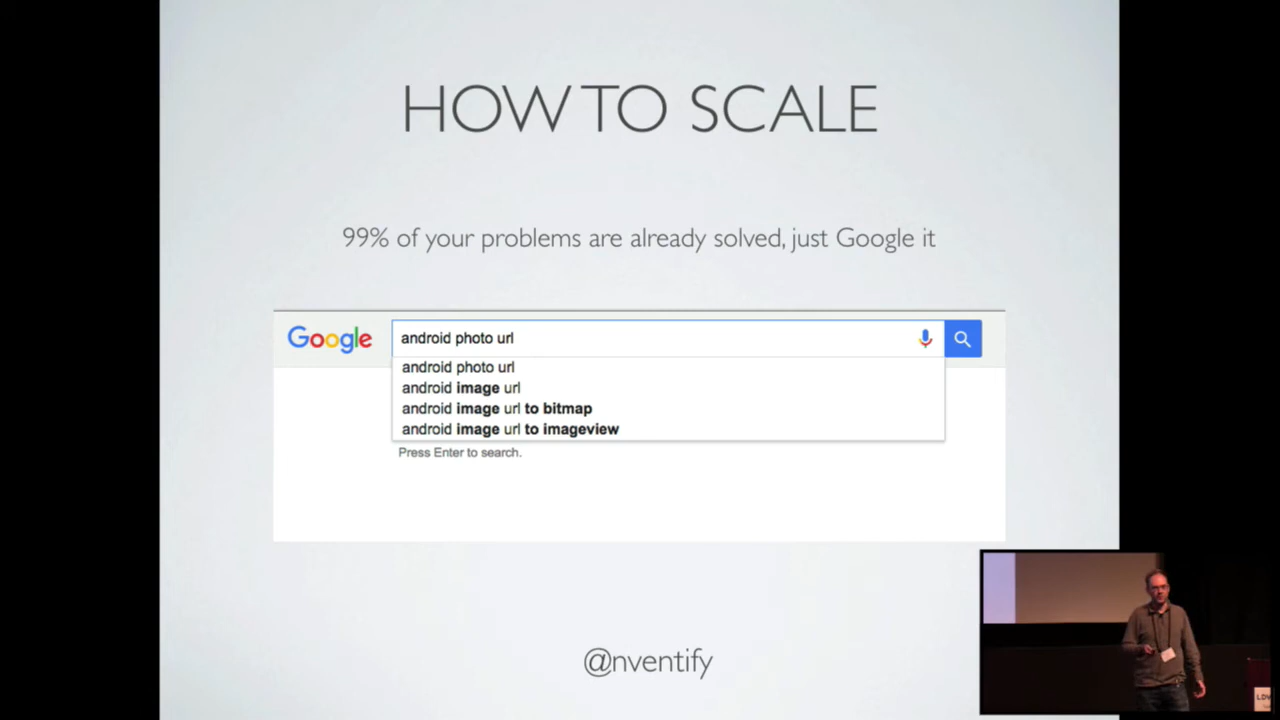 HOW TO SCALE
99% of your problems are already solved, just Google it
Google
android photo url
android photo url
android image url
android image url to bitmap
android image url to imageview
Press Enter to search.
@nventify